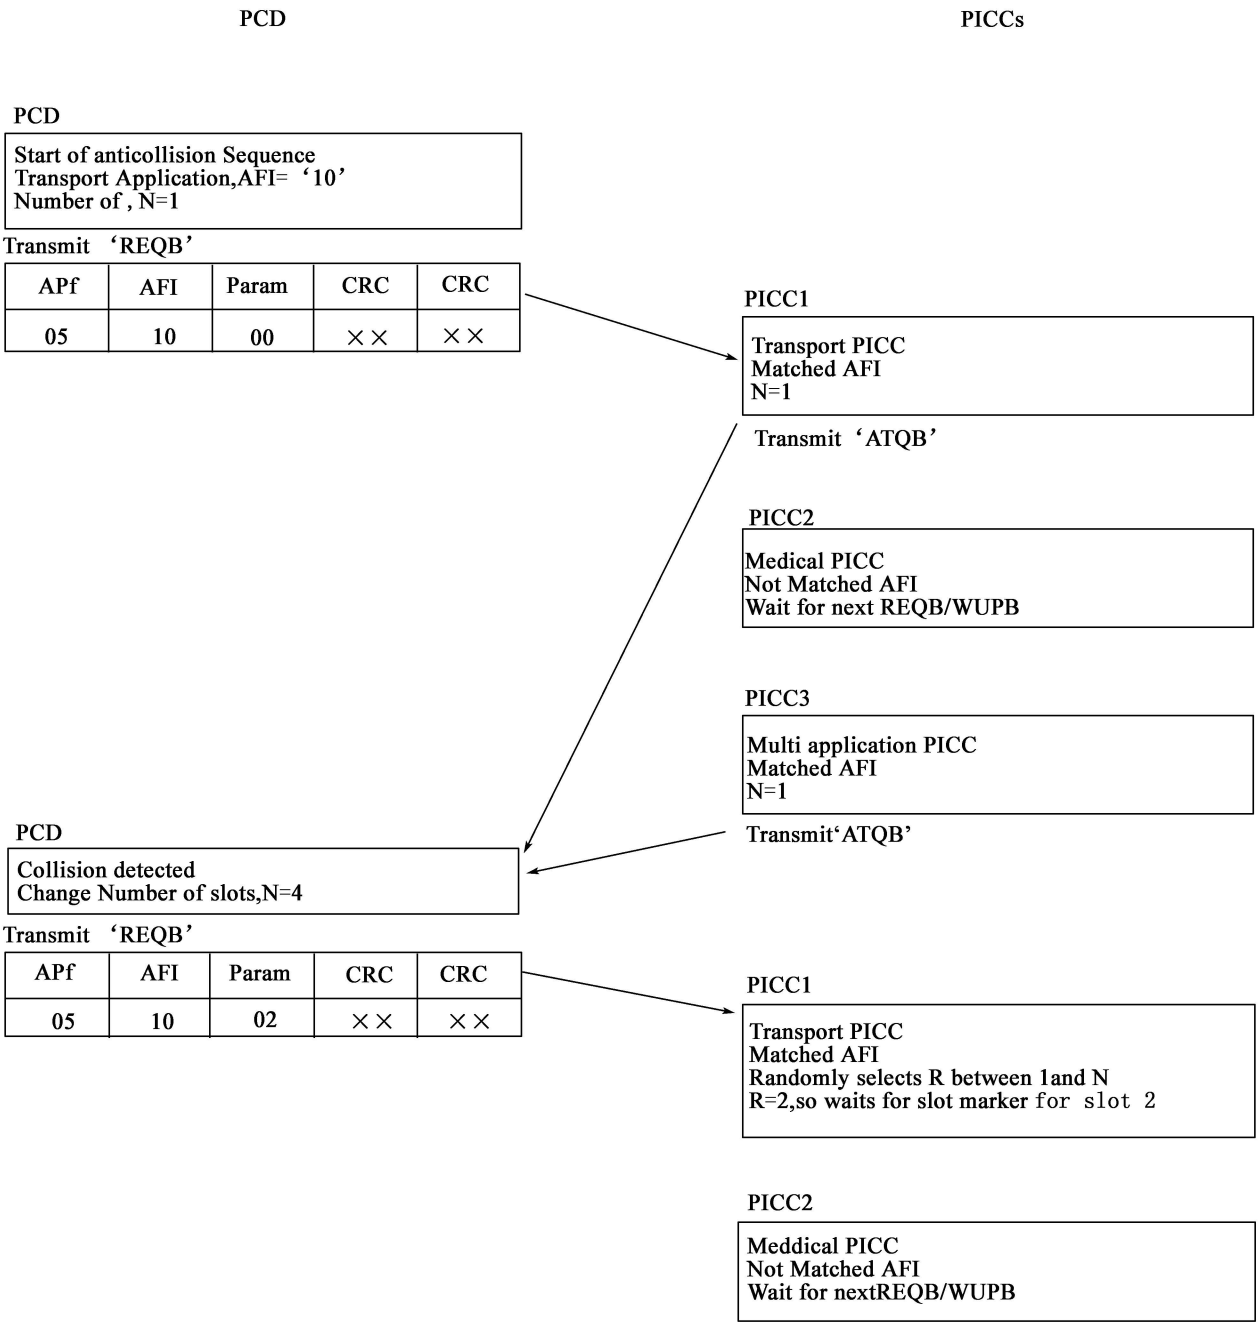 PCD PICCs
PCD
Start of anticollision Sequence
Transport Application,AFI= ‘10’
Number of , N=1
Transmit ‘REQB’
APf AFI Param CRC CRC
05 10 00 ×× ××
PICC1
Transport PICC
Matched AFI
N=1
Transmit ‘ATQB’
PICC2
Medical PICC
Not Matched AFI
Wait for next REQB/WUPB
PICC3
Multi application PICC
Matched AFI
N=1
Transmit‘ATQB’
PCD
Collision detected
Change Number of slots,N=4
Transmit ‘REQB’
APf AFI Param CRC CRC
05 10 02 ×× ××
PICC1
Transport PICC
Matched AFI
Randomly selects R between 1and N
R=2,so waits for slot marker for slot 2
PICC2
Meddical PICC
Not Matched AFI
Wait for nextREQB/WUPB